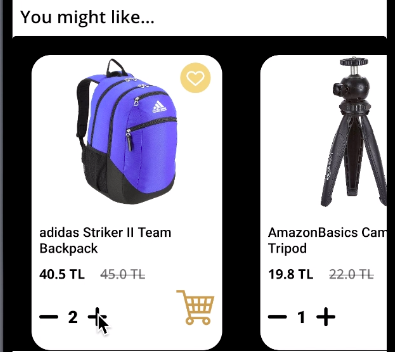 You might like...
adidas
adidas Striker II Team
Backpack
40.5 TL 45.0 TL
2
AmazonBasics Cam
Tripod
19.8 TL 22.0 TL
1